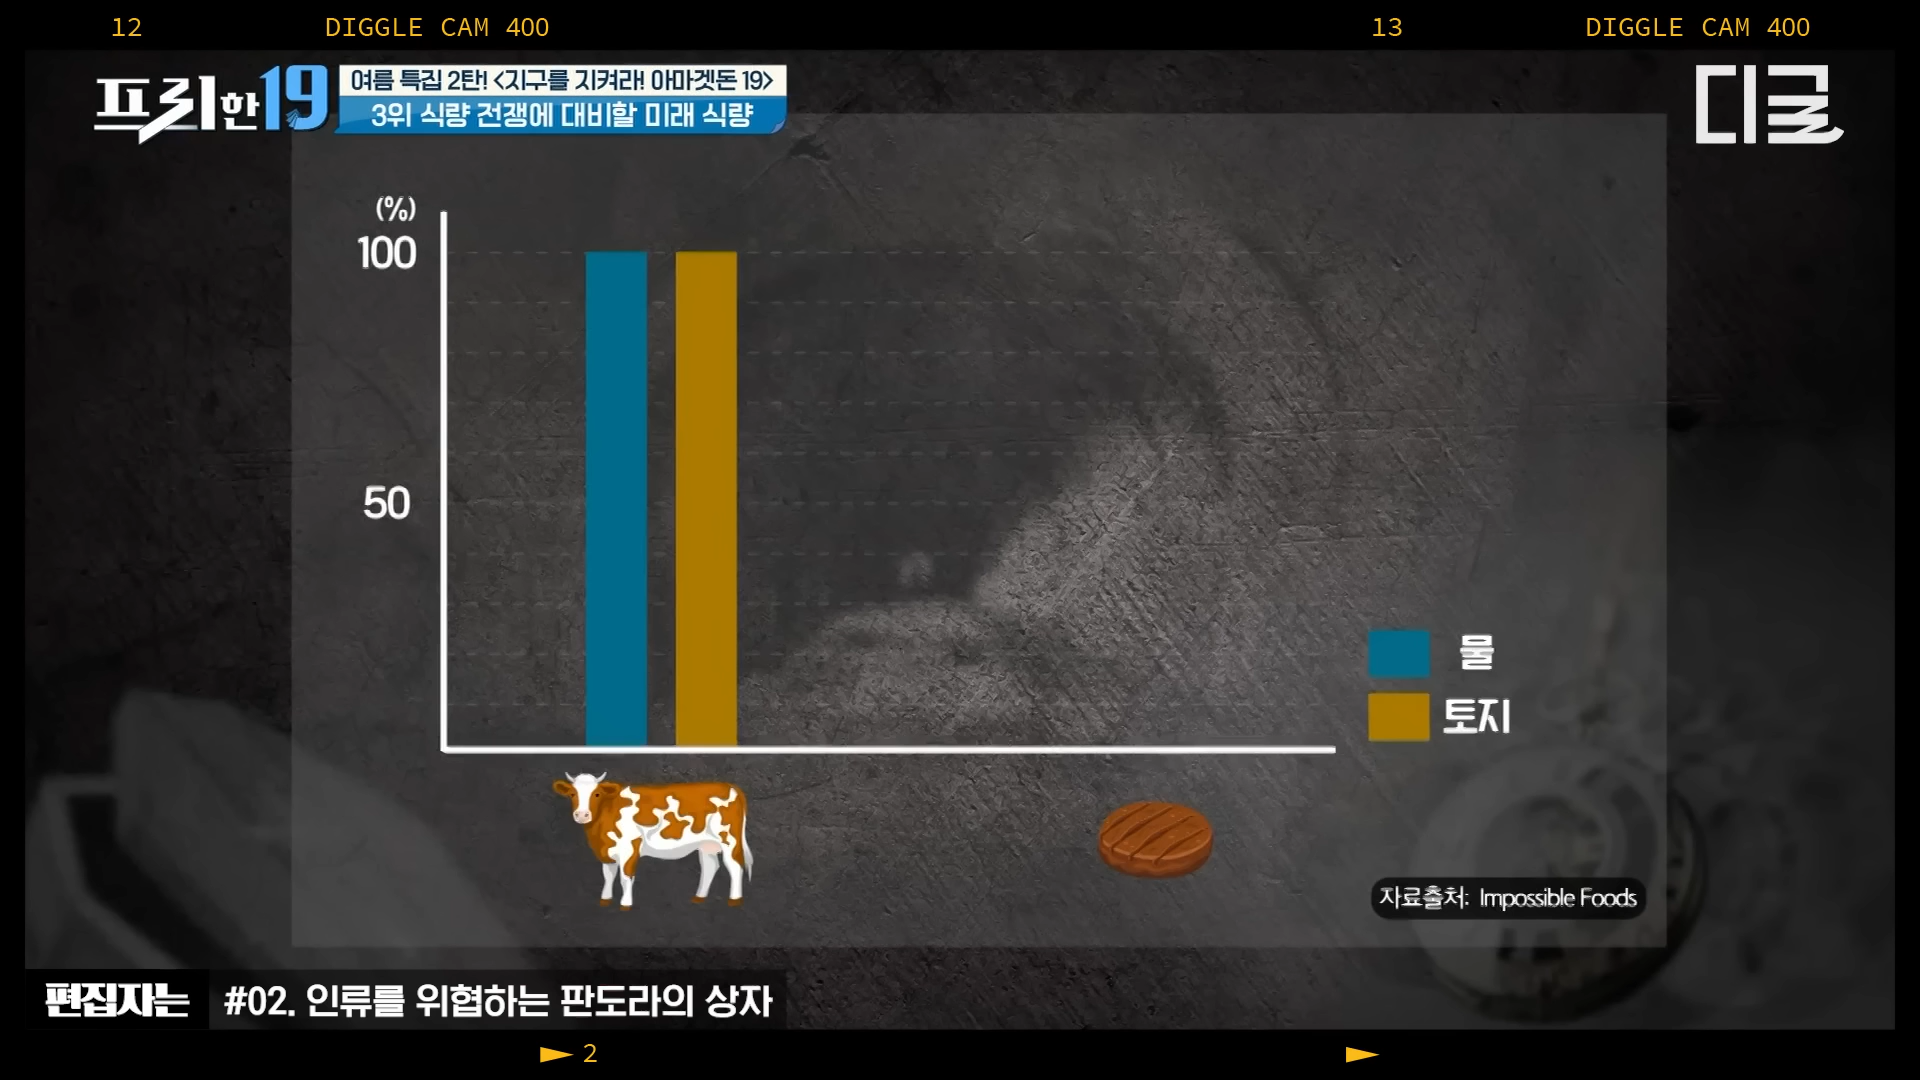 12 DIGGLE CAM 400 13 DIGGLE CAM 400
프리한19
여름 특집 2탄! <지구를 지켜라! 아마겟돈 19>
3위 식량 전쟁에 대비할 미래 식량
디글
(%)
100
50
물
토지
자료출처: Impossible Foods
편집자는
#02. 인류를 위협하는 판도라의 상자
2